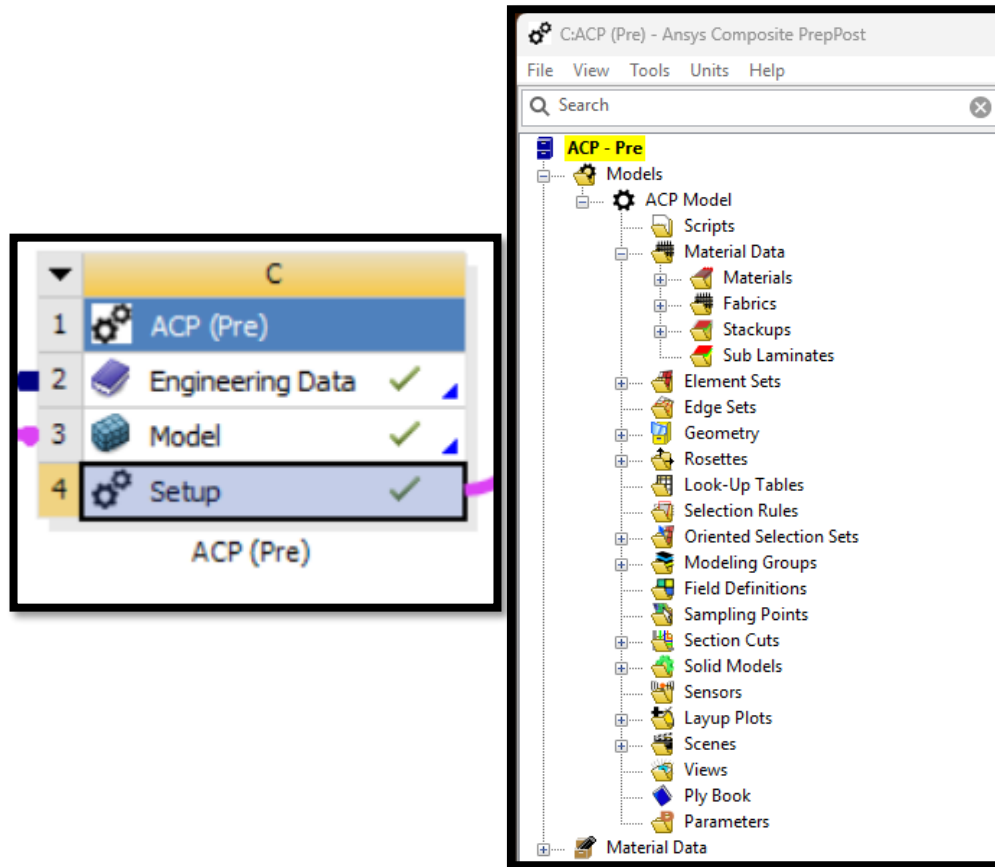 C
1 ACP (Pre)
2 Engineering Data
3 Model
4 Setup
ACP (Pre)
C:ACP (Pre) - Ansys Composite PrepPost
File View Tools Units Help
Search
ACP - Pre
Models
ACP Model
Scripts
Material Data
Materials
Fabrics
Stackups
Sub Laminates
Element Sets
Edge Sets
Geometry
Rosettes
Look-Up Tables
Selection Rules
Oriented Selection Sets
Modeling Groups
Field Definitions
Sampling Points
Section Cuts
Solid Models
Sensors
Layup Plots
Scenes
Views
Ply Book
Parameters
Material Data